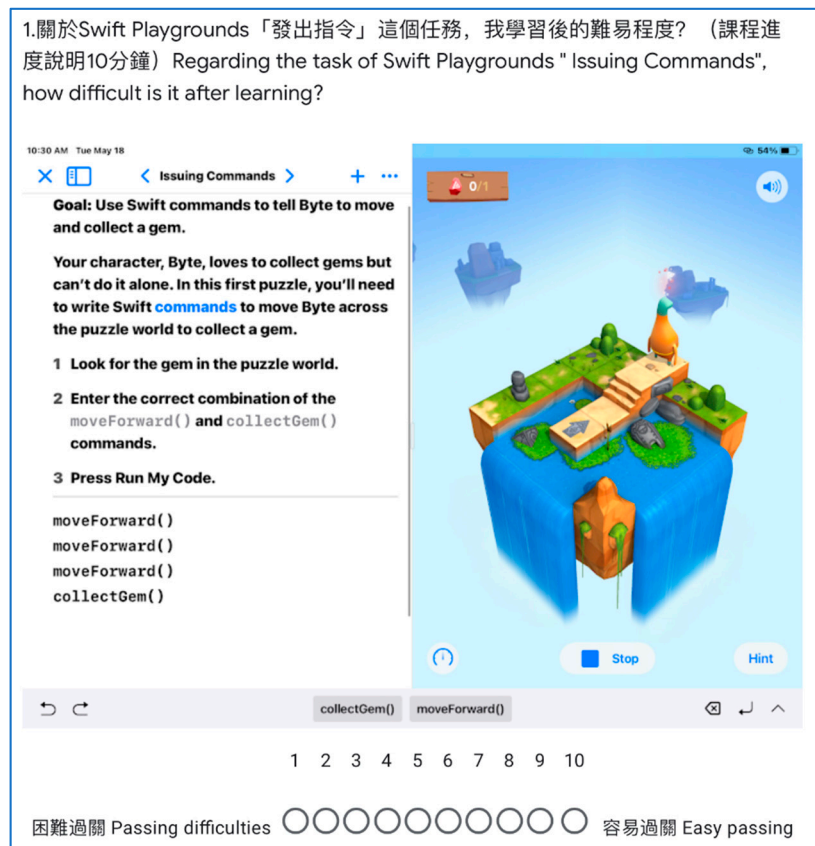 1.關於Swift Playgrounds「發出指令」這個任務，我學習後的難易程度？（課程進
度說明10分鐘）Regarding the task of Swift Playgrounds " Issuing Commands",
how difficult is it after learning?
10:30 AM Tue May 18
54%
Issuing Commands
0/1
Goal: Use Swift commands to tell Byte to move
and collect a gem.
Your character, Byte, loves to collect gems but
can’t do it alone. In this first puzzle, you’ll need
to write Swift commands to move Byte across
the puzzle world to collect a gem.
1 Look for the gem in the puzzle world.
2 Enter the correct combination of the
moveForward() and collectGem()
commands.
3 Press Run My Code.
moveForward()
moveForward()
moveForward()
collectGem()
Stop
Hint
collectGem() moveForward()
1 2 3 4 5 6 7 8 9 10
困難過關 Passing difficulties 容易過關 Easy passing